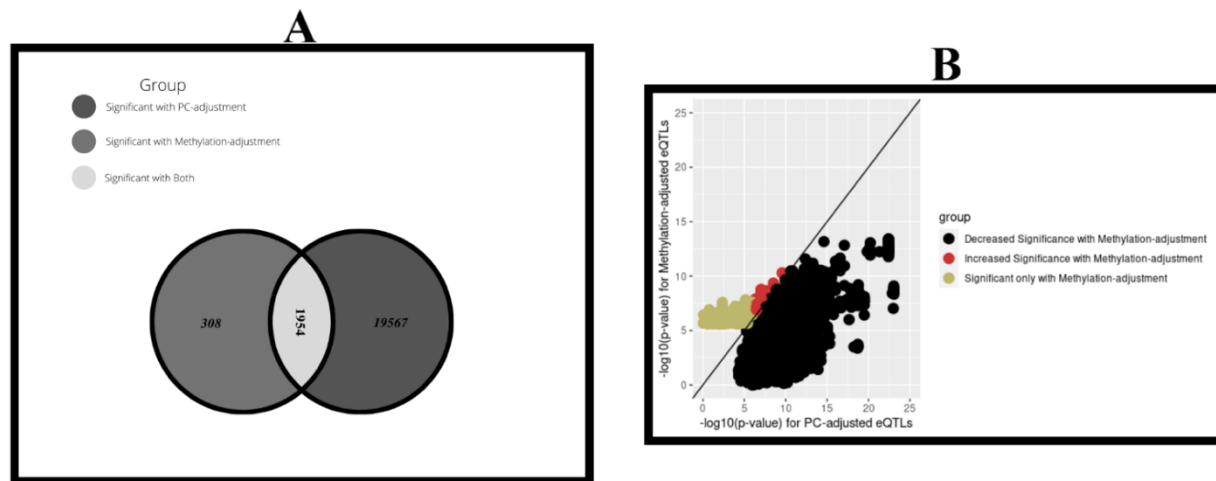 A
Group
Significant with PC-adjustment
Significant with Methylation-adjustment
Significant with Both
308
1954
19567
B
-log10(p-value) for Methylation-adjusted eQTLs
25
20
15
10
5
0
0 5 10 15 20 25
-log10(p-value) for PC-adjusted eQTLs
group
Decreased Significance with Methylation-adjustment
Increased Significance with Methylation-adjustment
Significant only with Methylation-adjustment